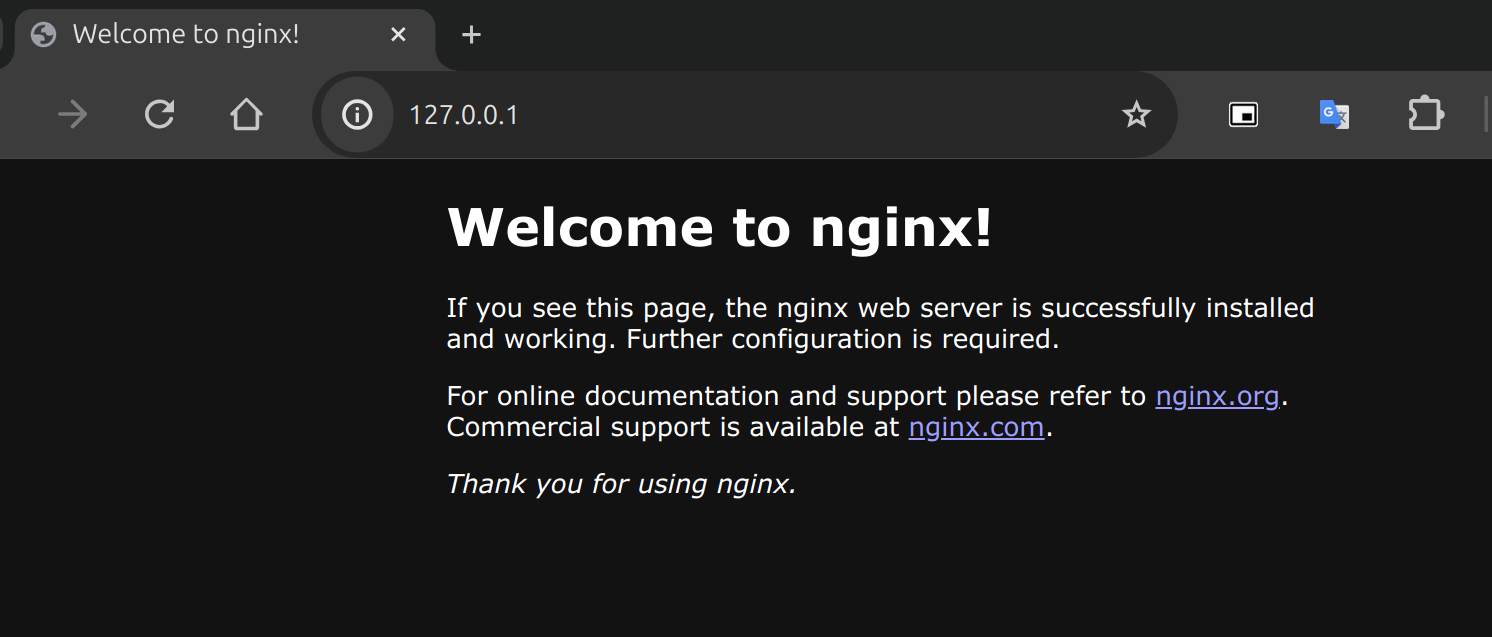 Welcome to nginx!
127.0.0.1
Welcome to nginx!
If you see this page, the nginx web server is successfully installed
and working. Further configuration is required.
For online documentation and support please refer to nginx.org.
Commercial support is available at nginx.com.
Thank you for using nginx.